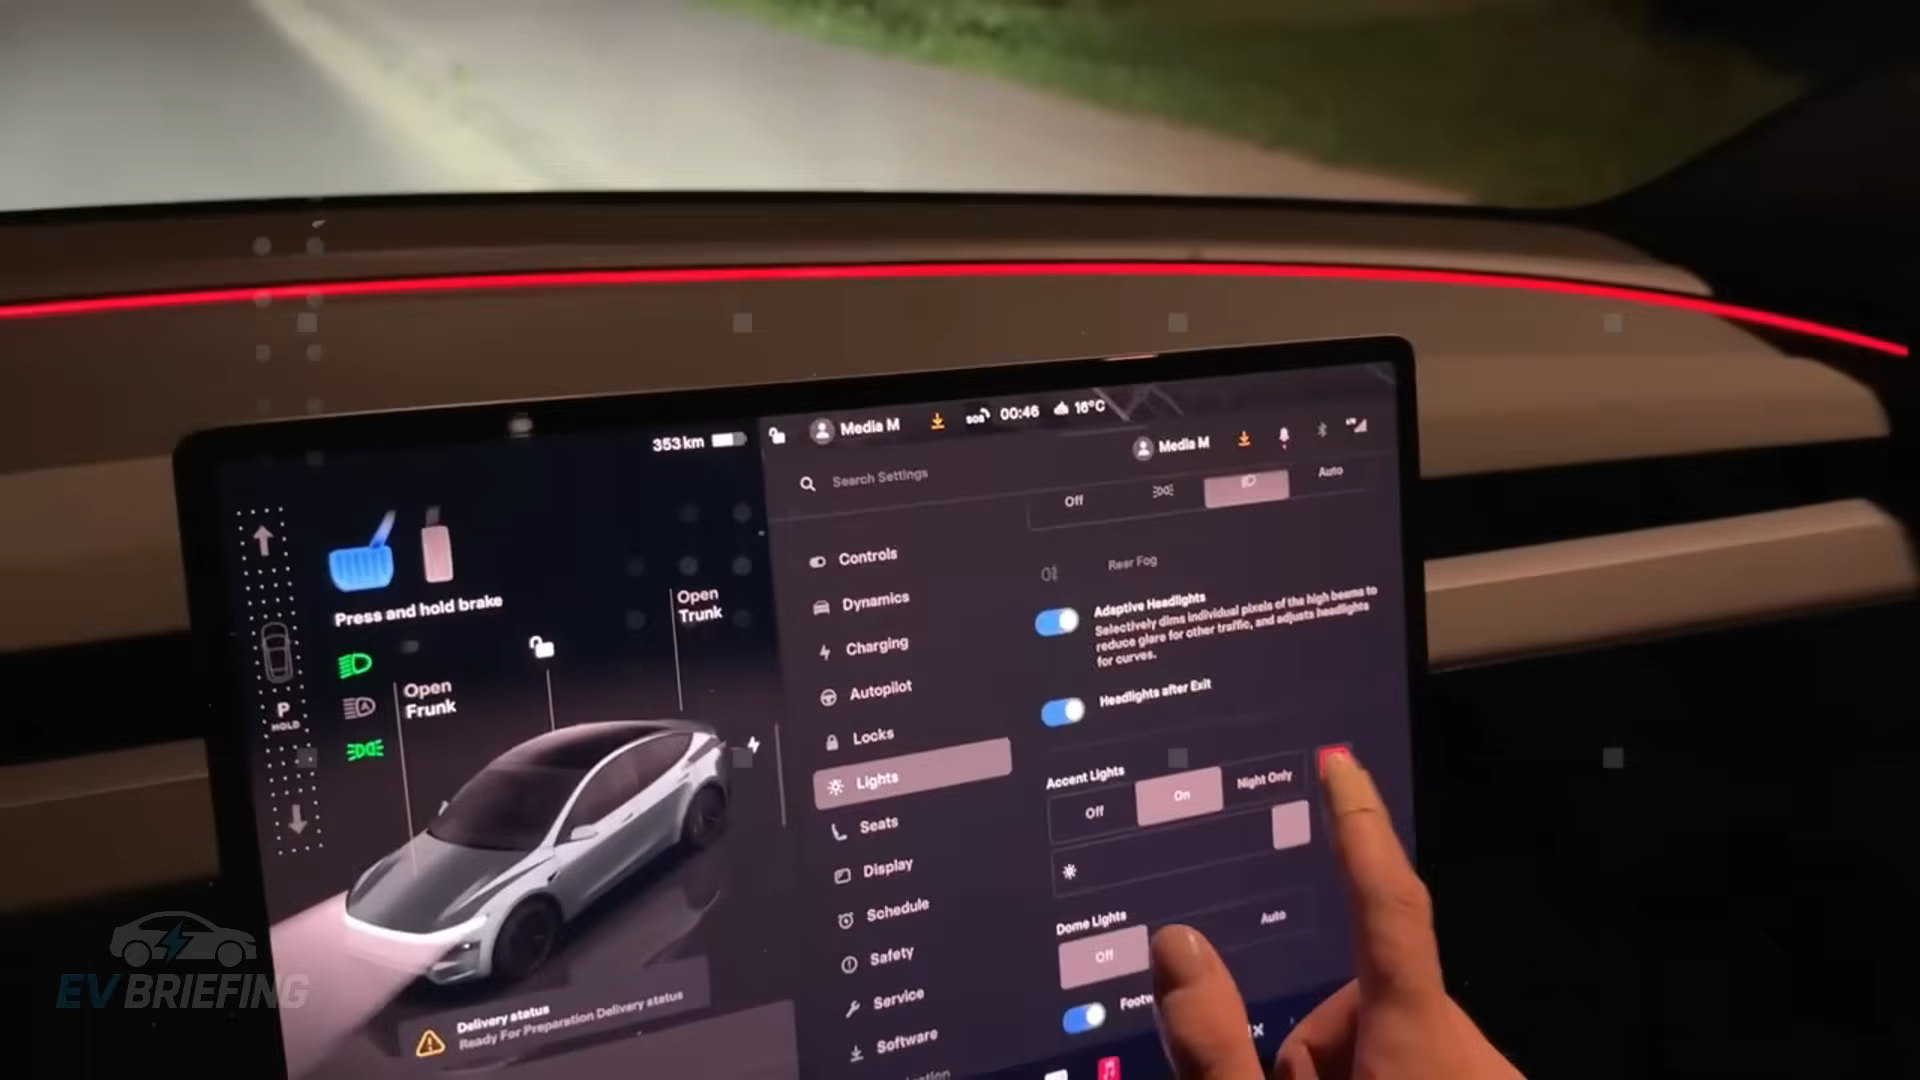 353 km
Media M
SOS
00:46
16°C
Media M
LTE
Search Settings
Off
Auto
Controls
Rear Fog
Dynamics
Adaptive Headlights
Selectively dims individual pixels of the high beams to
reduce glare for other traffic, and adjusts headlights
for curves.
Charging
Autopilot
Headlights after Exit
Locks
Lights
Accent Lights
Off
On
Night Only
Seats
Display
Schedule
Dome Lights
Off
Auto
Safety
Service
Software
Press and hold brake
Open
Trunk
Open
Frunk
P
HOLD
Delivery status
Ready For Preparation Delivery status
EV BRIEFING